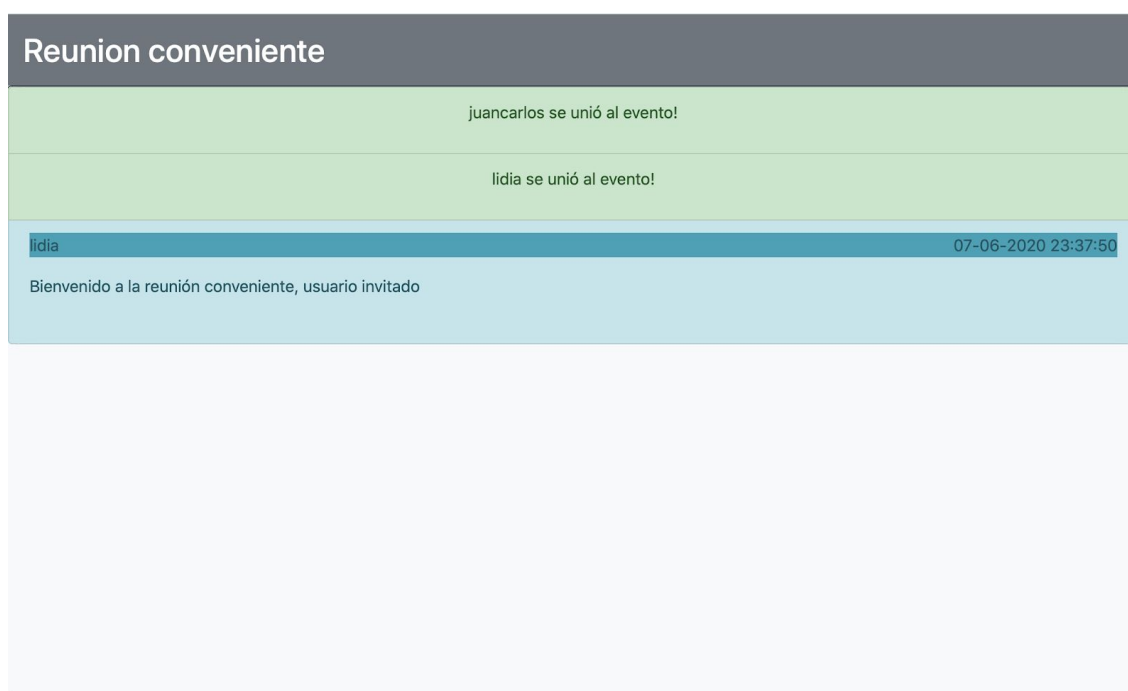 Reunion conveniente
juancarlos se unió al evento!
lidia se unió al evento!
lidia 07-06-2020 23:37:50
Bienvenido a la reunión conveniente, usuario invitado